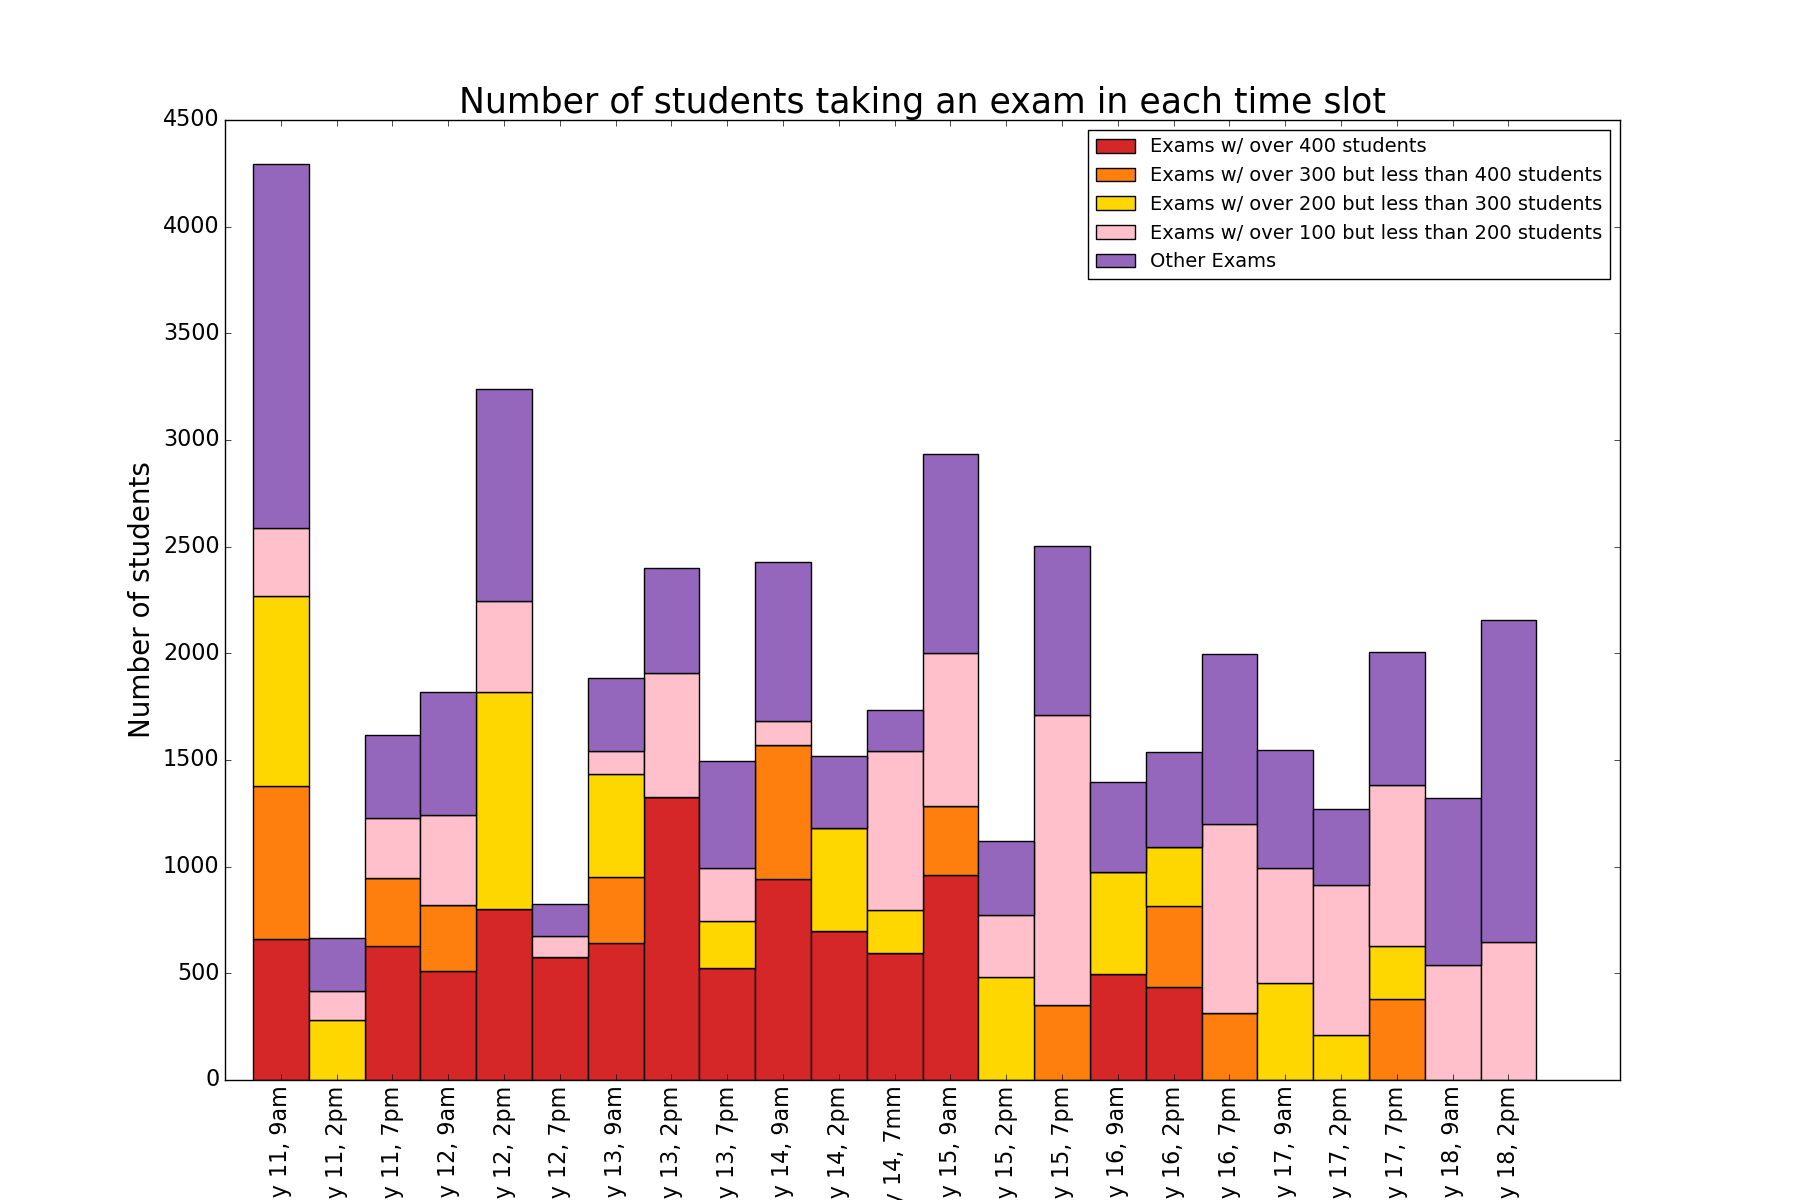 Number of students taking an exam in each time slot
4500
4000
3500
3000
2500
2000
1500
1000
500
0
Number of students
Exams w/ over 400 students
Exams w/ over 300 but less than 400 students
Exams w/ over 200 but less than 300 students
Exams w/ over 100 but less than 200 students
Other Exams
y 11, 9am
y 11, 2pm
y 11, 7pm
y 12, 9am
y 12, 2pm
y 12, 7pm
y 13, 9am
y 13, 2pm
y 13, 7pm
y 14, 9am
y 14, 2pm
y 14, 7mm
y 15, 9am
y 15, 2pm
y 15, 7pm
y 16, 9am
y 16, 2pm
y 16, 7pm
y 17, 9am
y 17, 2pm
y 17, 7pm
y 18, 9am
y 18, 2pm